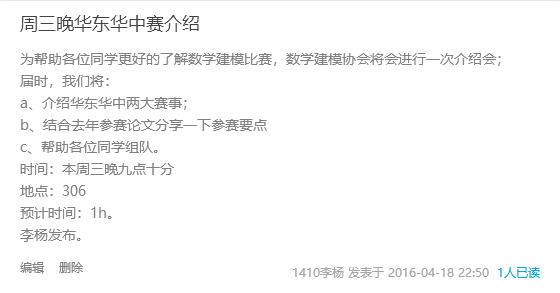 周三晚华东华中赛介绍
为帮助各位同学更好的了解数学建模比赛，数学建模协会将会进行一次介绍会；
届时，我们将：
a、介绍华东华中两大赛事；
b、结合去年参赛论文分享一下参赛要点
c、帮助各位同学组队。
时间：本周三晚九点十分
地点：306
预计时间：1h。
李杨发布。
编辑 删除
1410李杨 发表于 2016-04-18 22:50 1人已读